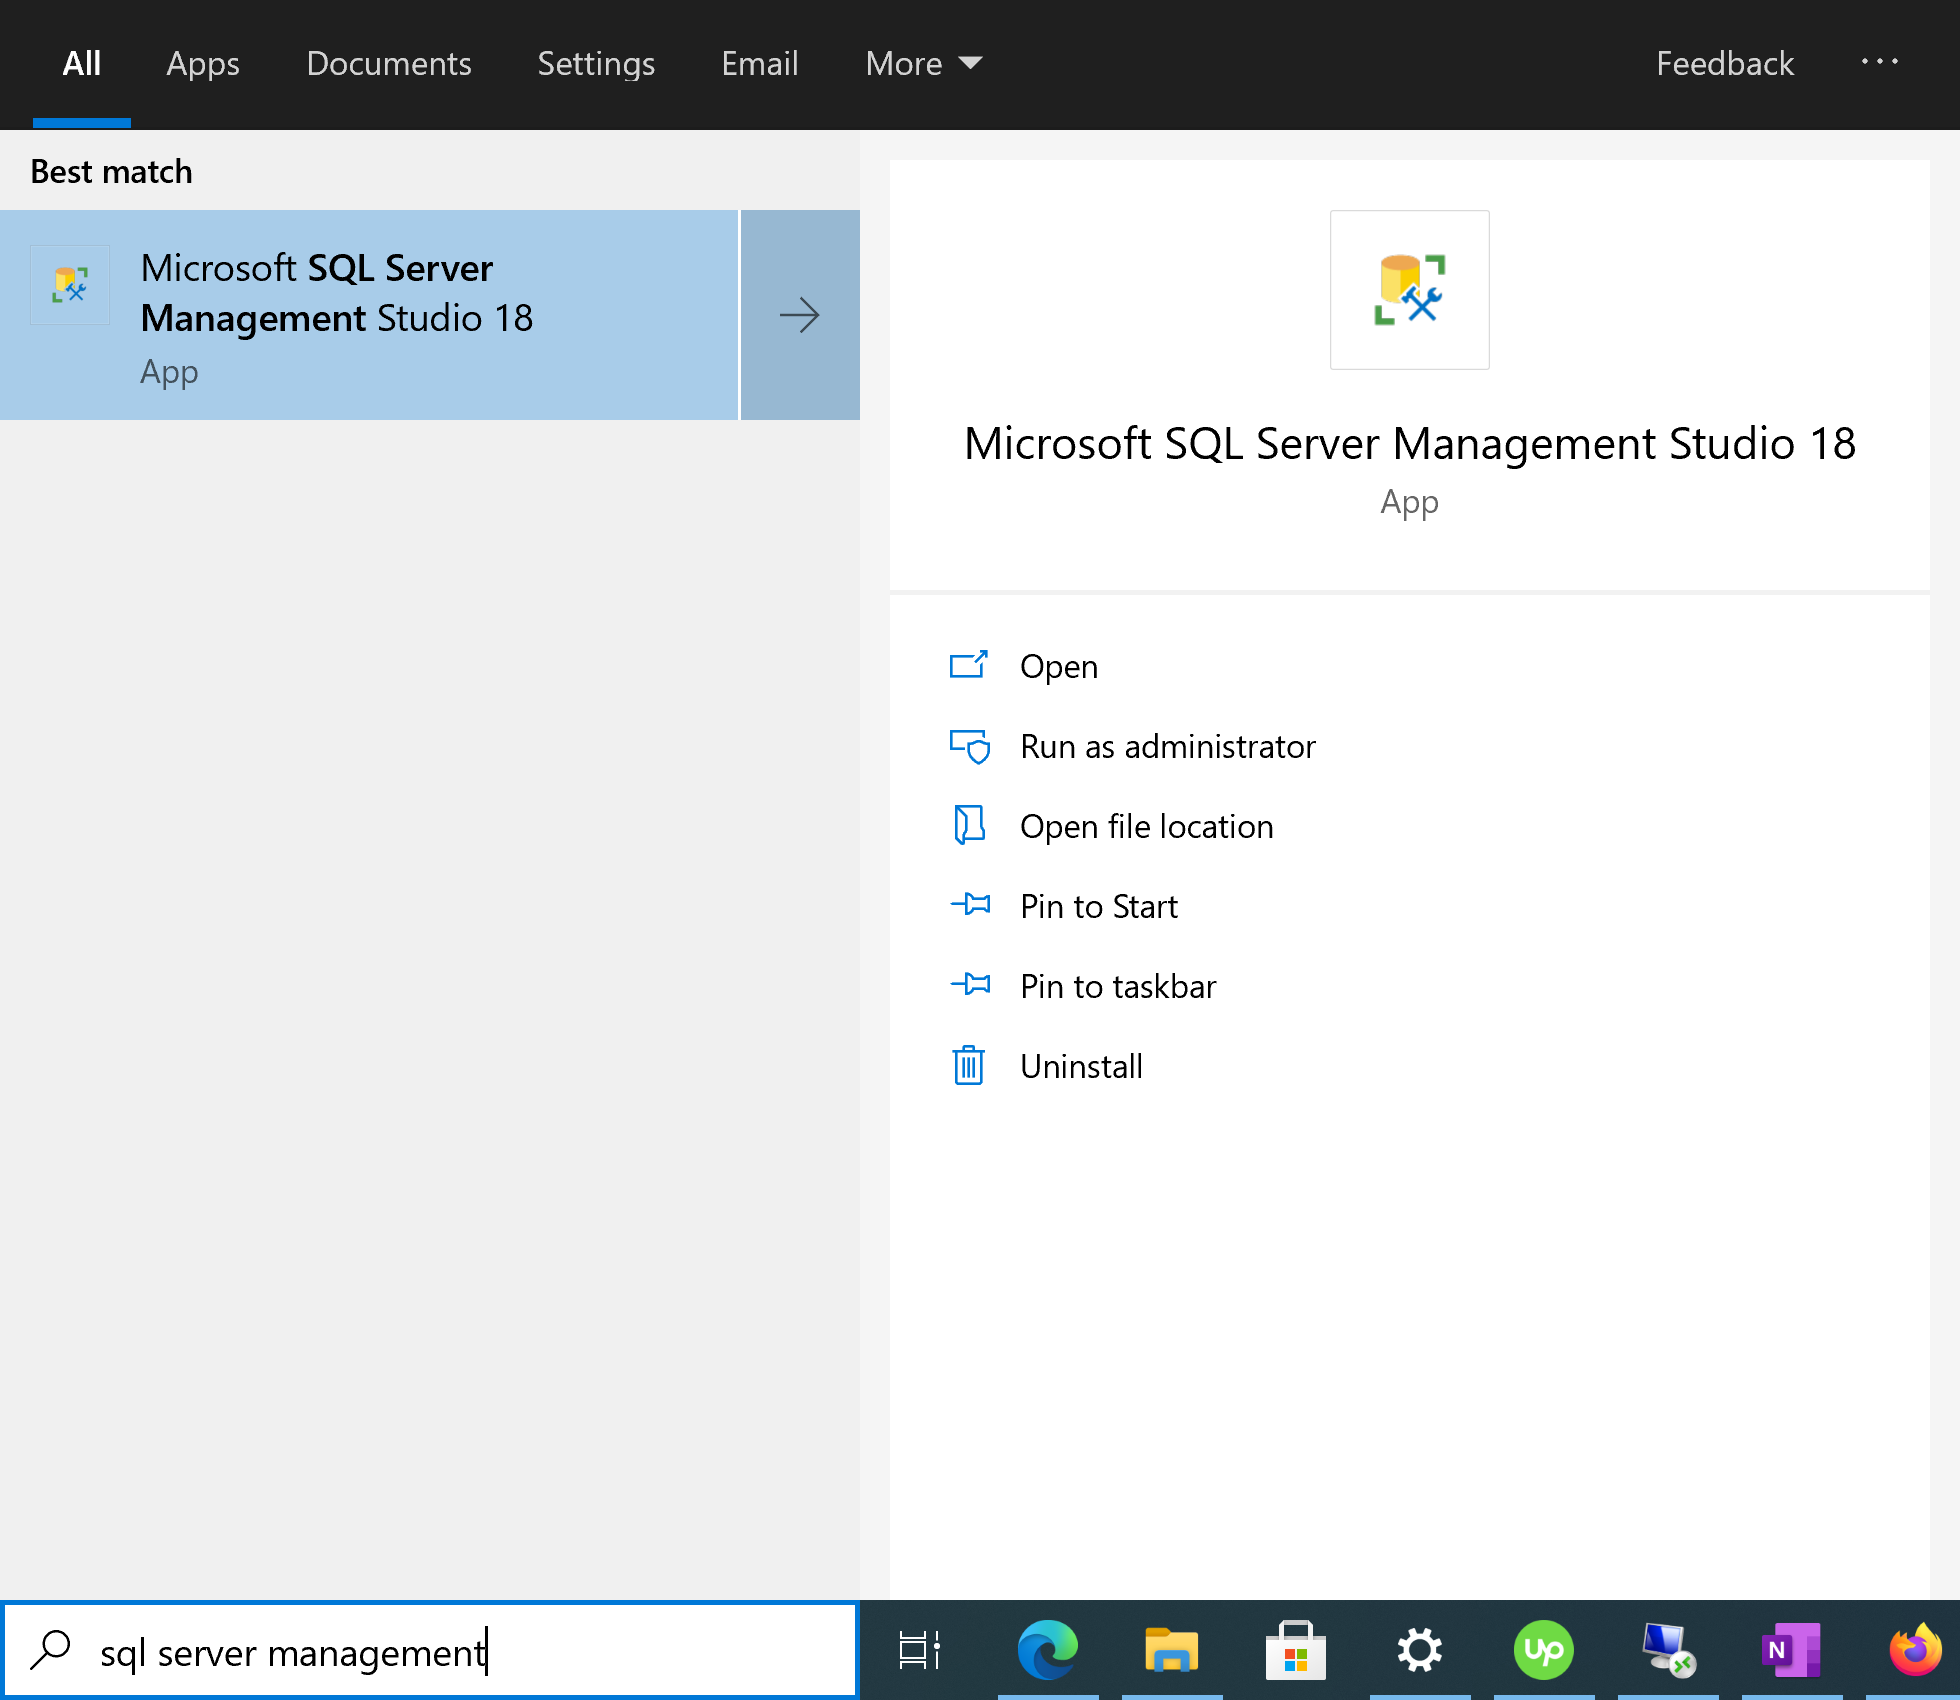 All Apps Documents Settings Email More Feedback ...
Best match
Microsoft SQL Server
Management Studio 18
App
Microsoft SQL Server Management Studio 18
App
Open
Run as administrator
Open file location
Pin to Start
Pin to taskbar
Uninstall
sql server management
up
N